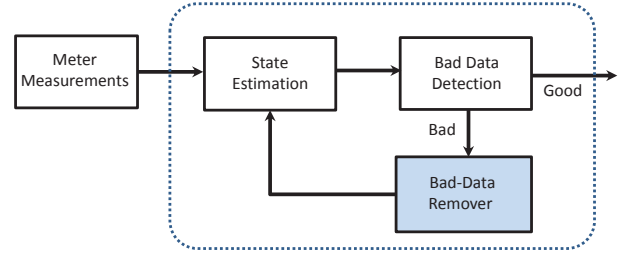 Meter
Measurements
State
Estimation
Bad Data
Detection
Good
Bad
Bad-Data
Remover